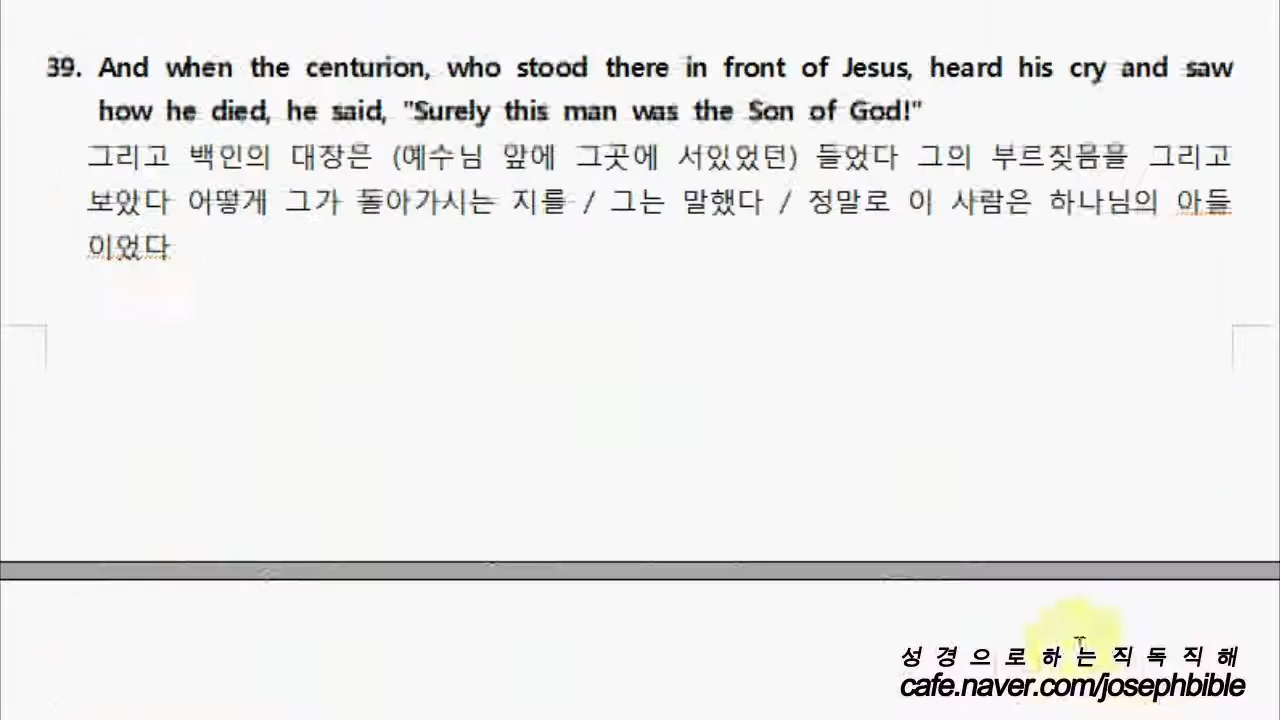 39. And when the centurion, who stood there in front of Jesus, heard his cry and saw
how he died, he said, "Surely this man was the Son of God!"
그리고 백인의 대장은 (예수님 앞에 그곳에 서있었던) 들었다 그의 부르짖음을 그리고
보았다 어떻게 그가 돌아가시는 지를 / 그는 말했다 / 정말로 이 사람은 하나님의 아들
이었다
성경으로하는직독직해
cafe.naver.com/josephbible